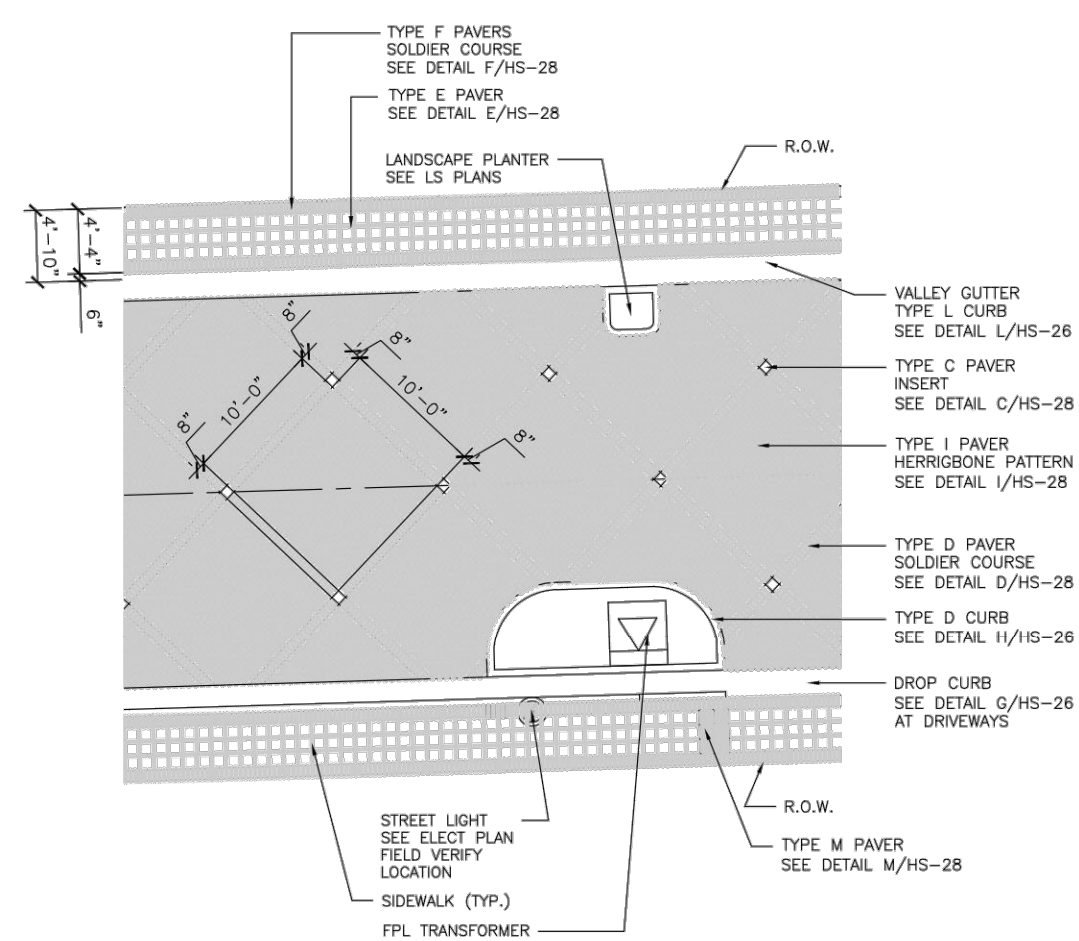 TYPE F PAVERS
SOLDIER COURSE
SEE DETAIL F/HS-28
TYPE E PAVER
SEE DETAIL E/HS-28
LANDSCAPE PLANTER
SEE LS PLANS
R.O.W.
4'-10"
4'-4"
6"
8"
8"
10'-0"
10'-0"
8"
8"
VALLEY GUTTER
TYPE L CURB
SEE DETAIL L/HS-26
TYPE C PAVER
INSERT
SEE DETAIL C/HS-28
TYPE I PAVER
HERRIGBONE PATTERN
SEE DETAIL I/HS-28
TYPE D PAVER
SOLDIER COURSE
SEE DETAIL D/HS-28
TYPE D CURB
SEE DETAIL H/HS-26
DROP CURB
SEE DETAIL G/HS-26
AT DRIVEWAYS
R.O.W.
TYPE M PAVER
SEE DETAIL M/HS-28
STREET LIGHT
SEE ELECT PLAN
FIELD VERIFY
LOCATION
SIDEWALK (TYP.)
FPL TRANSFORMER